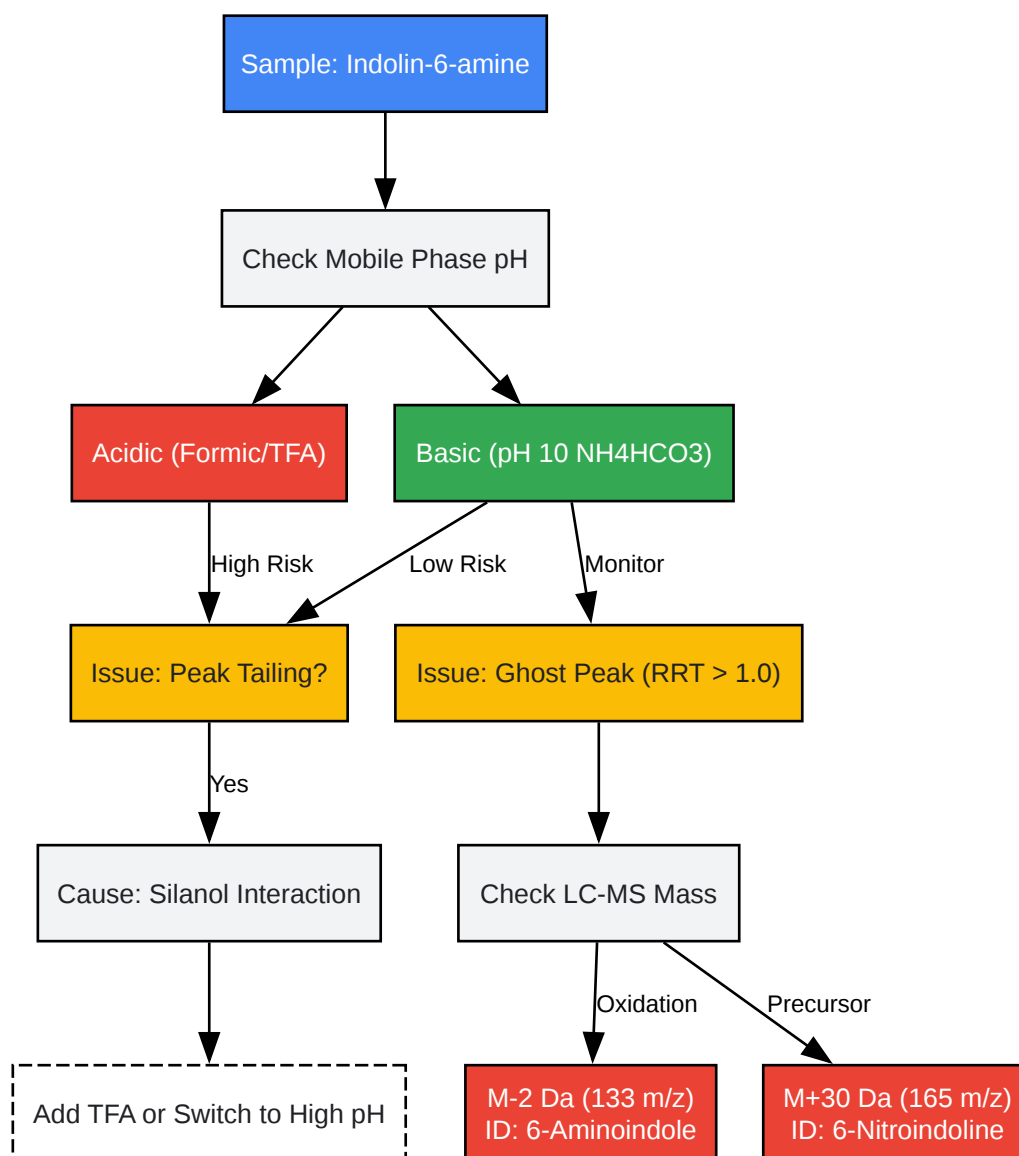 Sample: Indolin-6-amine
Check Mobile Phase pH
Acidic (Formic/TFA)
Basic (pH 10 NH4HCO3)
High Risk
Low Risk
Monitor
Issue: Peak Tailing?
Issue: Ghost Peak (RRT > 1.0)
Yes
Cause: Silanol Interaction
Check LC-MS Mass
Oxidation
Precursor
Add TFA or Switch to High pH
M-2 Da (133 m/z)
ID: 6-Aminoindole
M+30 Da (165 m/z)
ID: 6-Nitroindoline